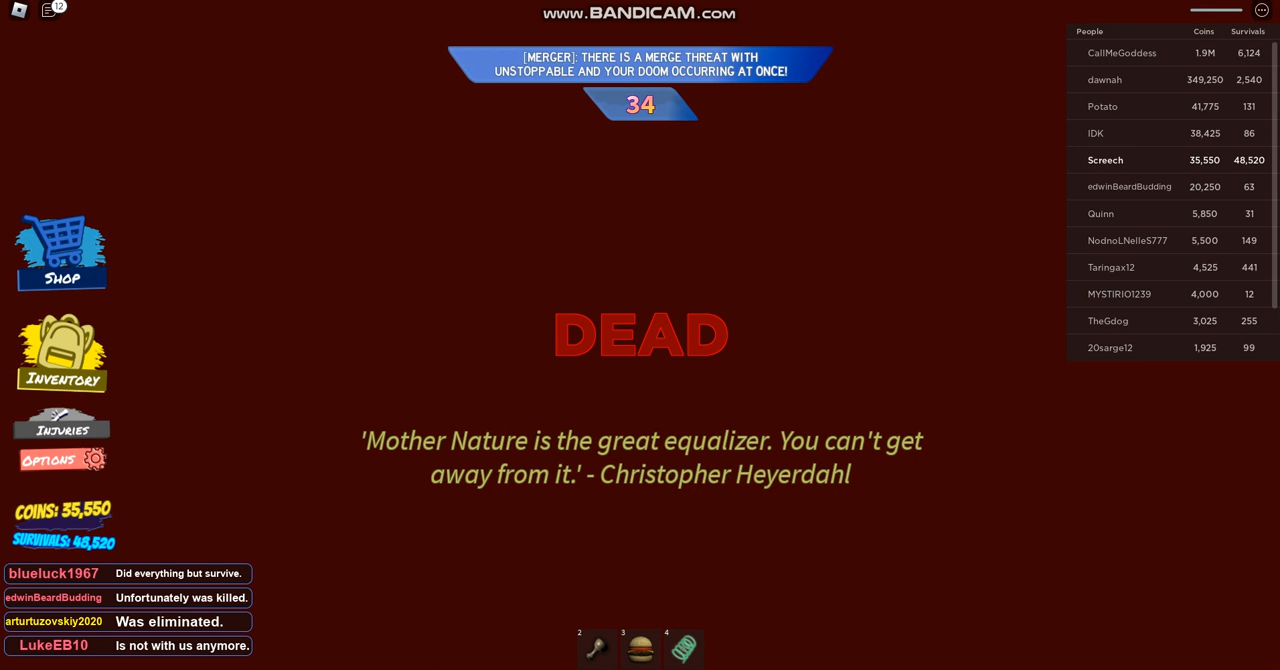 12
www.BANDICAM.com
[MERGER]: THERE IS A MERGE THREAT WITH
UNSTOPPABLE AND YOUR DOOM OCCURRING AT ONCE!
34
People Coins Survivals
CallMeGoddess 1.9M 6,124
dawnah 349,250 2,540
Potato 41,775 131
IDK 38,425 86
Screech 35,550 48,520
edwinBeardBudding 20,250 63
Quinn 5,850 31
NodnoLNelleS777 5,500 149
Taringax12 4,525 441
MYSTIRIO1239 4,000 12
TheGdog 3,025 255
20sarge12 1,925 99
SHOP
INVENTORY
INJURIES
OPTIONS
COINS: 35,550
SURVIVALS: 48,520
DEAD
'Mother Nature is the great equalizer. You can't get
away from it.' - Christopher Heyerdahl
blueluck1967 Did everything but survive.
edwinBeardBudding Unfortunately was killed.
arturtuzovskiy2020 Was eliminated.
LukeEB10 Is not with us anymore.
2 3 4